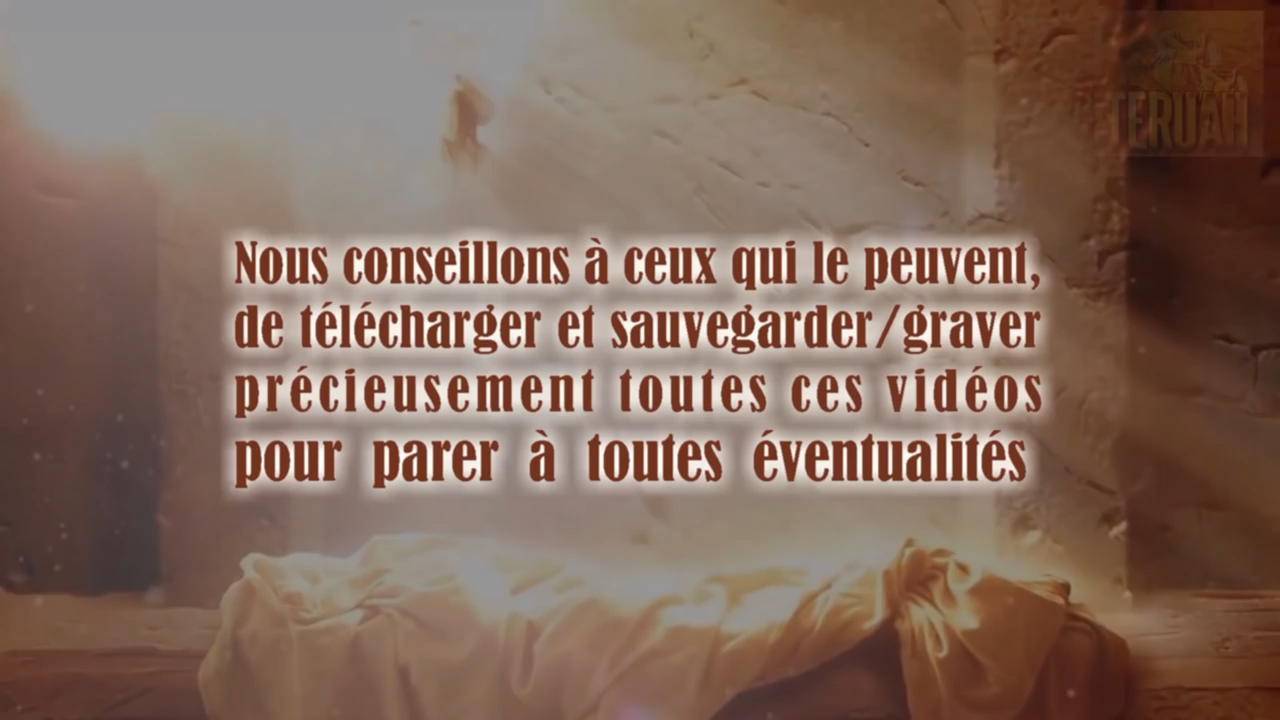 TERUAH
Nous conseillons à ceux qui le peuvent,
de télécharger et sauvegarder/graver
précieusement toutes ces vidéos
pour parer à toutes éventualités